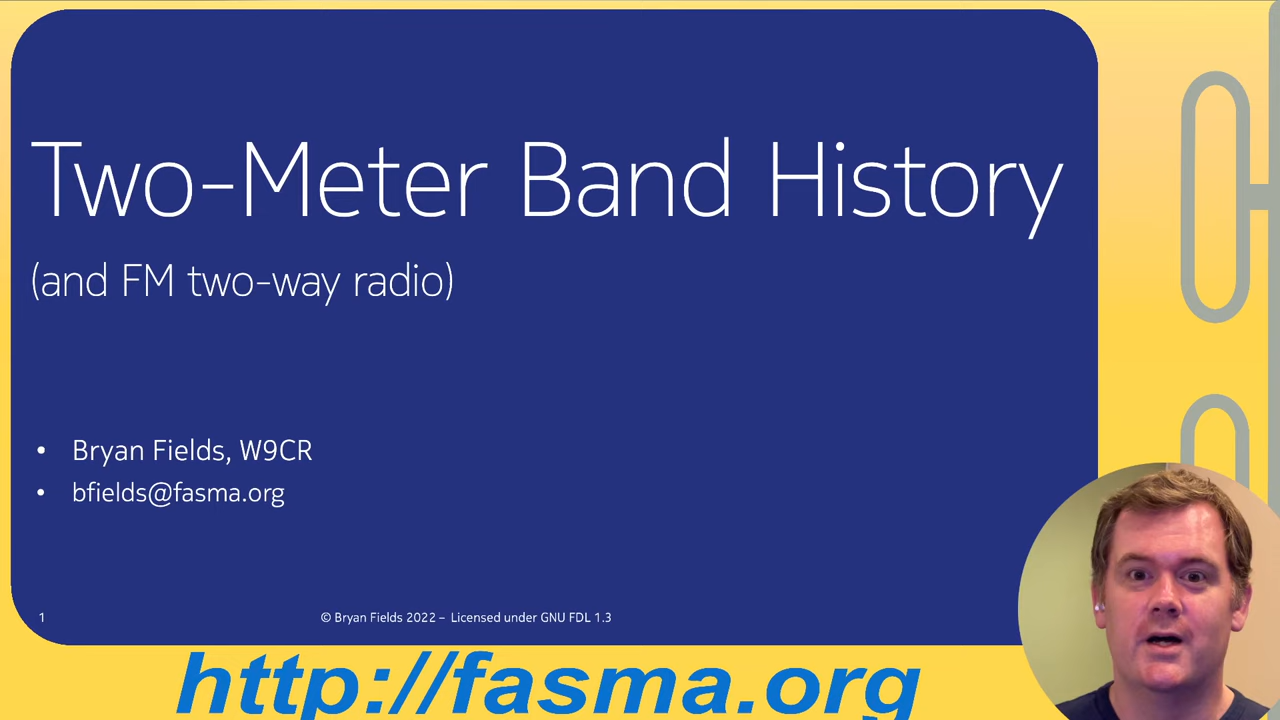 Two-Meter Band History
(and FM two-way radio)
• Bryan Fields, W9CR
• bfields@fasma.org
1
© Bryan Fields 2022 – Licensed under GNU FDL 1.3
http://fasma.org